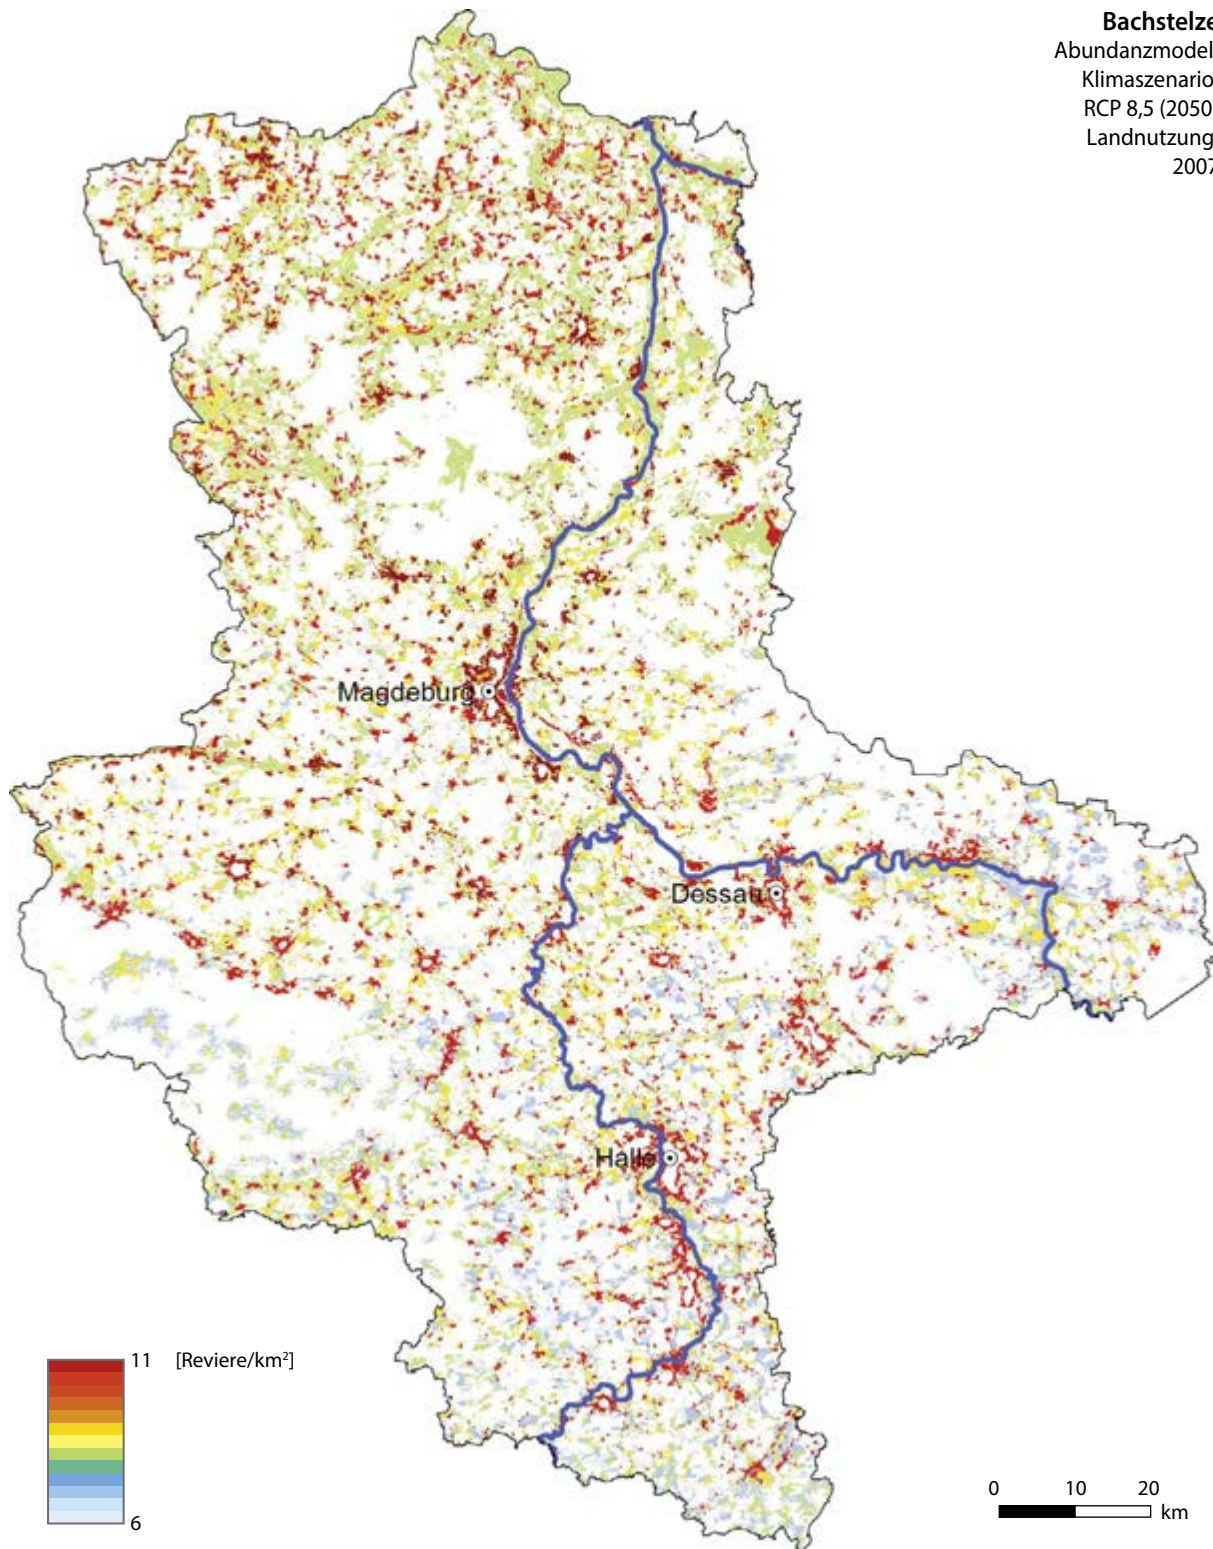 Bachstelze
Abundanzmodel
Klimaszenario
RCP 8,5 (2050
Landnutzung
2007
Magdeburg
Dessau
Halle
11 [Reviere/km²]
6
0 10 20
km